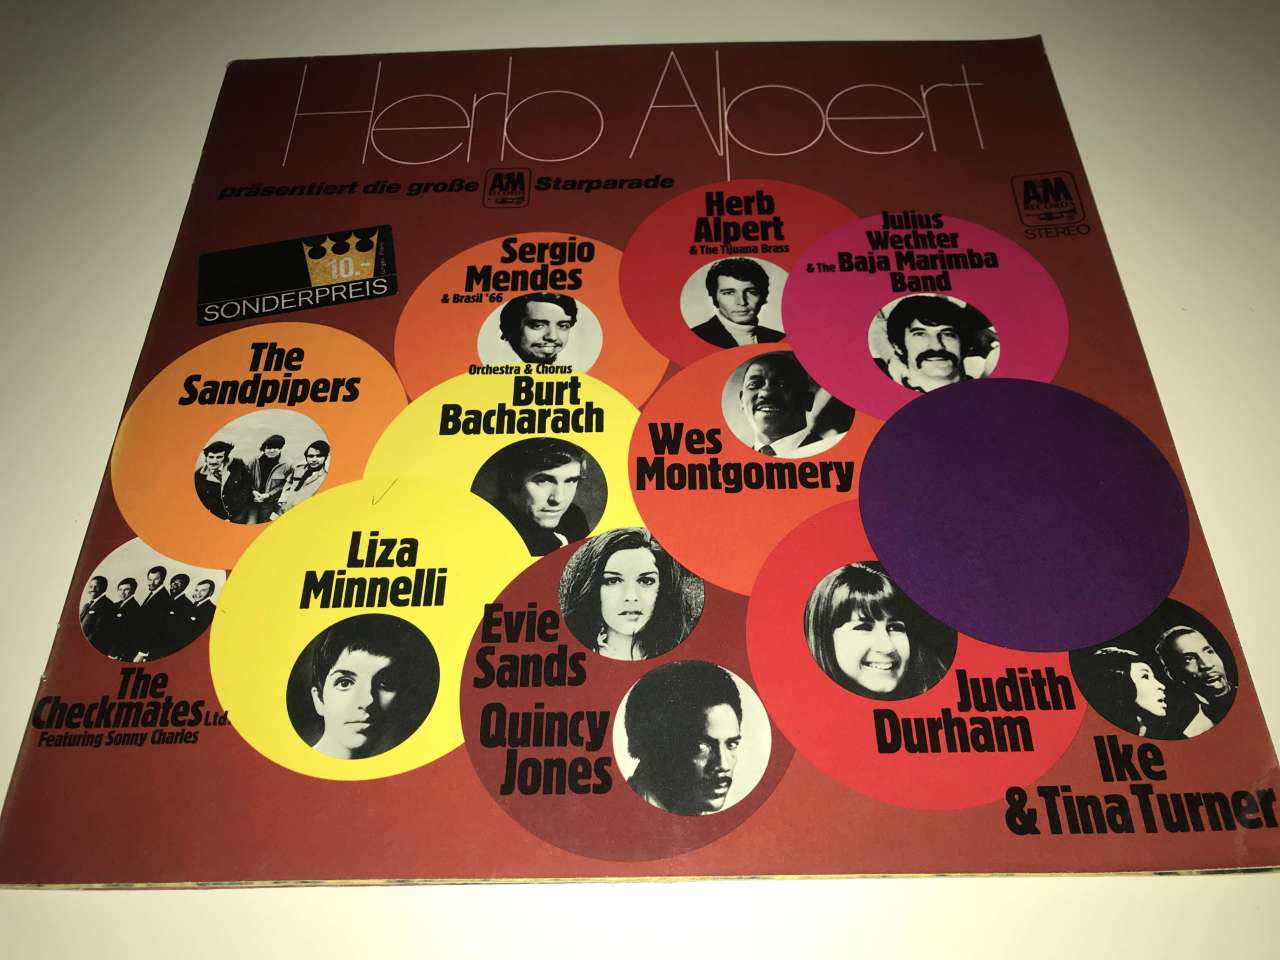 Herb Alpert
präsentiert die große A&M RECORDS Starparade
A&M
RECORDS
STEREO
10.-
SONDERPREIS
Sergio
Mendes
& Brasil '66
Herb
Alpert
& The Tijuana Brass
Julius
Wechter
& The Baja Marimba
Band
The
Sandpipers
Orchestra & Chorus
Burt
Bacharach
Wes
Montgomery
Liza
Minnelli
Evie
Sands
Quincy
Jones
Judith
Durham
The
Checkmates Ltd.
Featuring Sonny Charles
Ike
& Tina Turner